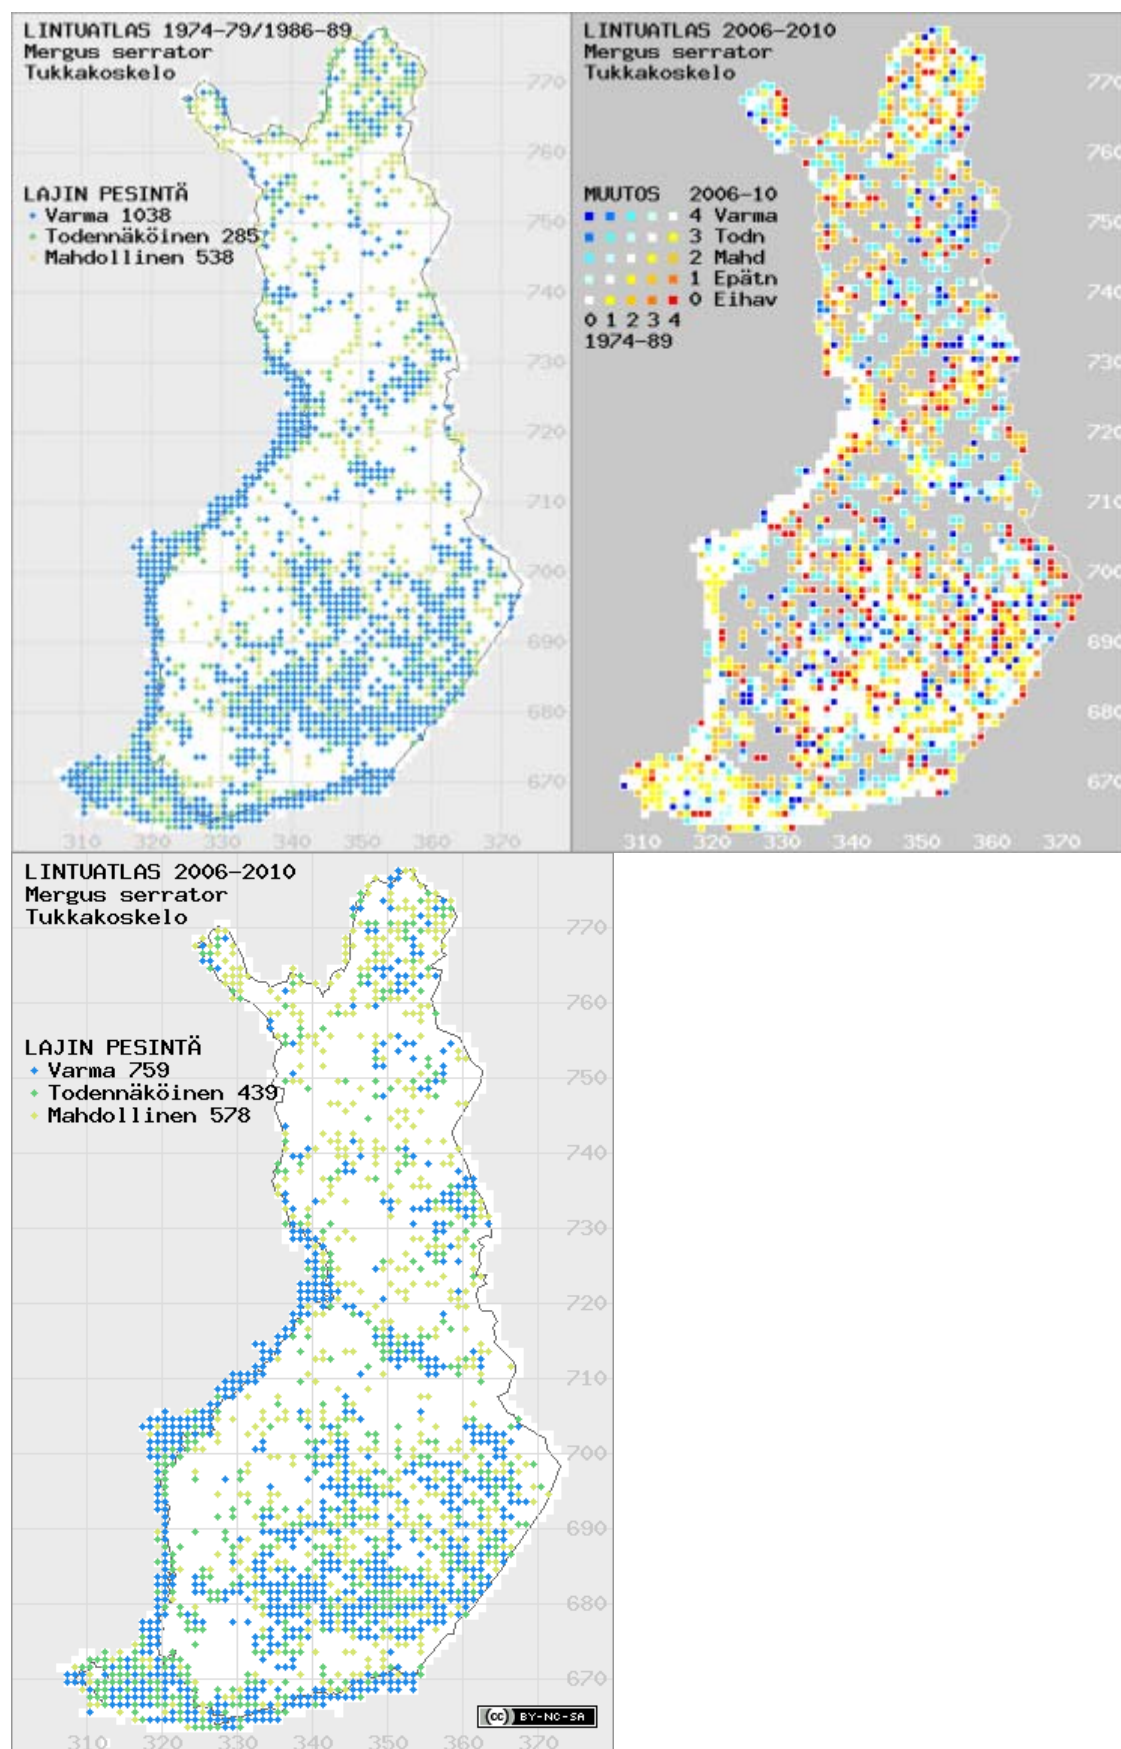 LINTUATLAS 1974-79/1986-89
Mergus serrator
Tukkakoskelo
770
760
LAJIN PESINTÄ
Varma 1038
750
Todennäköinen 285
Mahdollinen 538
740
730
720
710
700
690
680
670
310 320 330 340 350 360 370
LINTUATLAS 2006-2010
Mergus serrator
Tukkakoskelo
770
760
MUUTOS 2006-10
4 Varma
750
3 Todn
2 Mahd
1 Epätn
740
0 Eihav
0 1 2 3 4
1974-89
730
720
710
700
690
680
670
310 320 330 340 350 360 370
LINTUATLAS 2006-2010
Mergus serrator
Tukkakoskelo
770
760
LAJIN PESINTÄ
Varma 759
750
Todennäköinen 439
Mahdollinen 578
740
730
720
710
700
690
680
670
cc BY-NC-SA
310 320 330 340 350 360 370